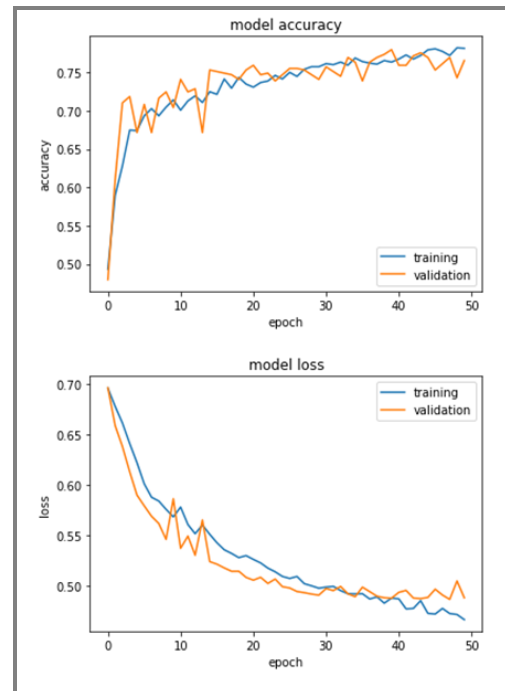 model accuracy
0.75
0.70
0.65
0.60
0.55
0.50
accuracy
training
validation
0 10 20 30 40 50
epoch
model loss
0.70
0.65
0.60
0.55
0.50
loss
training
validation
0 10 20 30 40 50
epoch